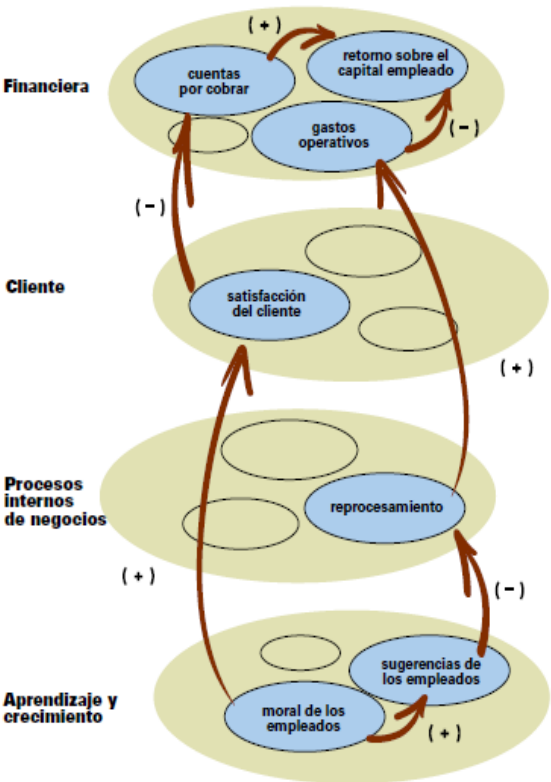 ( + )
Financiera
cuentas
por cobrar
retorno sobre el
capital empleado
gastos
operativos
( - )
( - )
Cliente
satisfacción
del cliente
( + )
Procesos
internos
de negocios
reprocesamiento
( + )
( - )
Aprendizaje y
crecimiento
sugerencias de
los empleados
moral de los
empleados
( + )